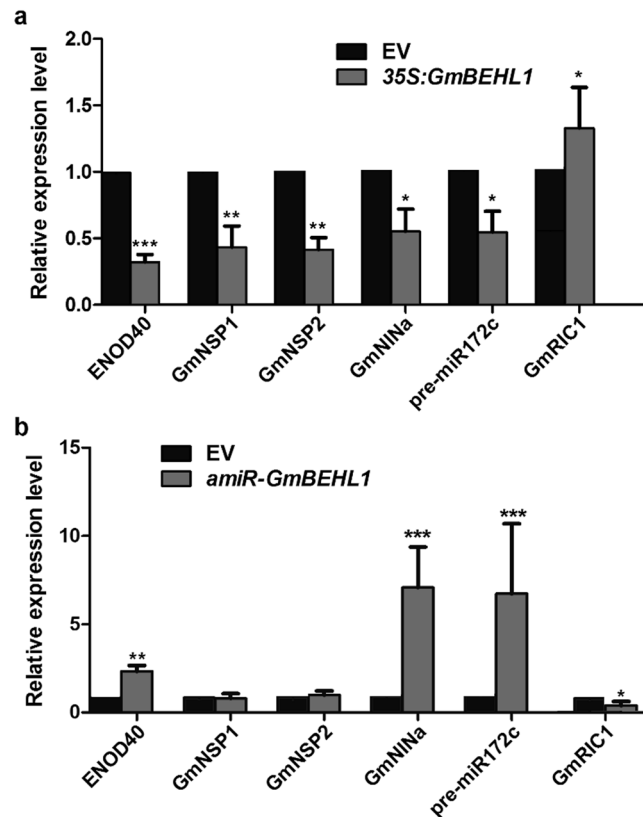 a
Relative expression level
2.0
1.5
1.0
0.5
0.0
EV
35S:GmBEHL1
***
**
**
*
*
*
ENOD40
GmNSP1
GmNSP2
GmNINa
pre-miR172c
GmRIC1
b
Relative expression level
15
10
5
0
EV
amiR-GmBEHL1
**
***
***
*
ENOD40
GmNSP1
GmNSP2
GmNINa
pre-miR172c
GmRIC1